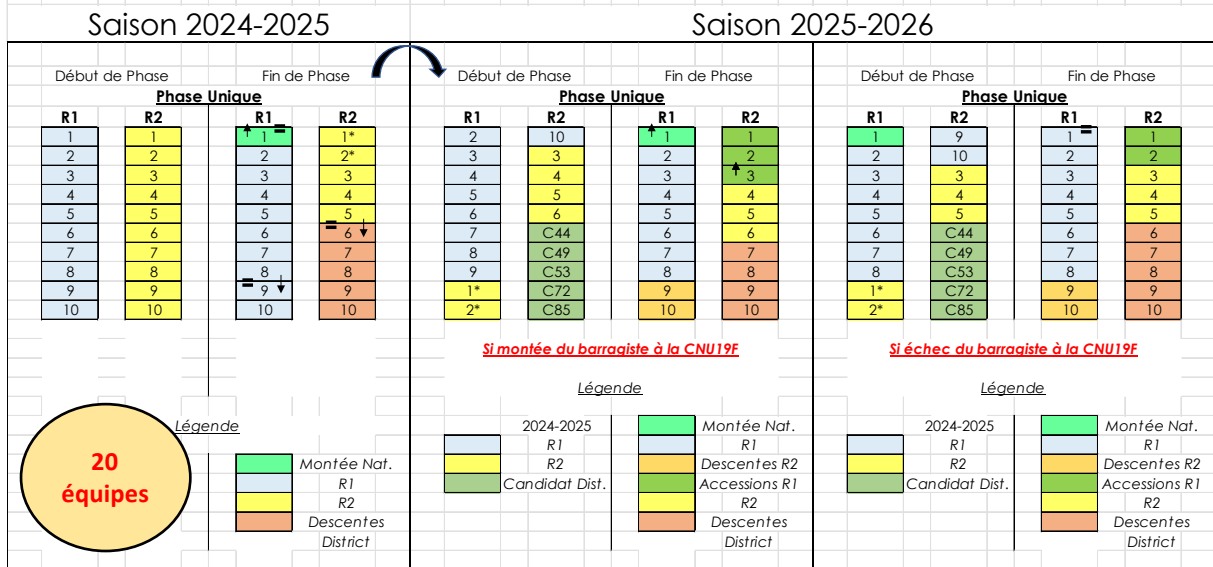 Saison 2024-2025 Saison 2025-2026
Début de Phase Fin de Phase Début de Phase Fin de Phase Début de Phase Fin de Phase
Phase Unique Phase Unique Phase Unique
R1 R2 R1 R2 R1 R2 R1 R2 R1 R2 R1 R2
1 1 1 = 1* 2 10 1 1 1 9 1 = 1
2 2 2 2* 3 3 2 2 2 10 2 2
3 3 3 3 4 4 3 3 3 3 3 3
4 4 4 4 5 5 4 4 4 4 4 4
5 5 5 5 6 6 5 5 5 5 5 5
6 6 6 = 6 7 C44 6 6 6 C44 6 6
7 7 7 7 8 C49 7 7 7 C49 7 7
8 8 8 8 9 C53 8 8 8 C53 8 8
9 9 = 9 9 1* C72 9 9 1* C72 9 9
10 10 10 10 2* C85 10 10 2* C85 10 10
Si montée du barragiste à la CNU19F Si échec du barragiste à la CNU19F
Légende Légende
Légende 2024-2025 Montée Nat. 2024-2025 Montée Nat.
R1 R1 R1 R1
20 R2 Descentes R2 R2 Descentes R2
équipes Montée Nat. Candidat Dist. Accessions R1 Candidat Dist. Accessions R1
R1 R2 R2
R2 Descentes Descentes
Descentes District District
District